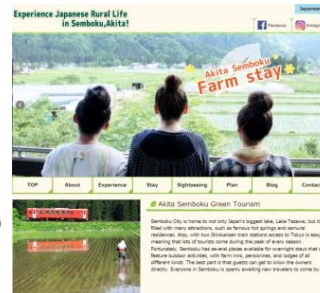 Experience Japanese Rural Life
in Semboku,Akita!
Japanese
Facebook
Instagr
Akita Semboku
Farm stay
TOP
About
Experience
Stay
Sightseeing
Plan
Blog
Contac
Akita Semboku Green Tourism
Semboku City is home to not only Japan's biggest lake, Lake Tazawa, but it
filled with many attractions, such as famous hot springs and samurai
residences. Also, with two Shinkansen train stations access to Tokyo is easy
meaning that lots of tourists come during the peak of every season.
Fortunately, Semboku has several places available for overnight stays that
feature outdoor activities, with farm inns, pensionnes, and lodges of all
different kinds. The best part is that guests can get to know the owners
directly. Everyone in Semboku is openly awaiting new travelers to come by